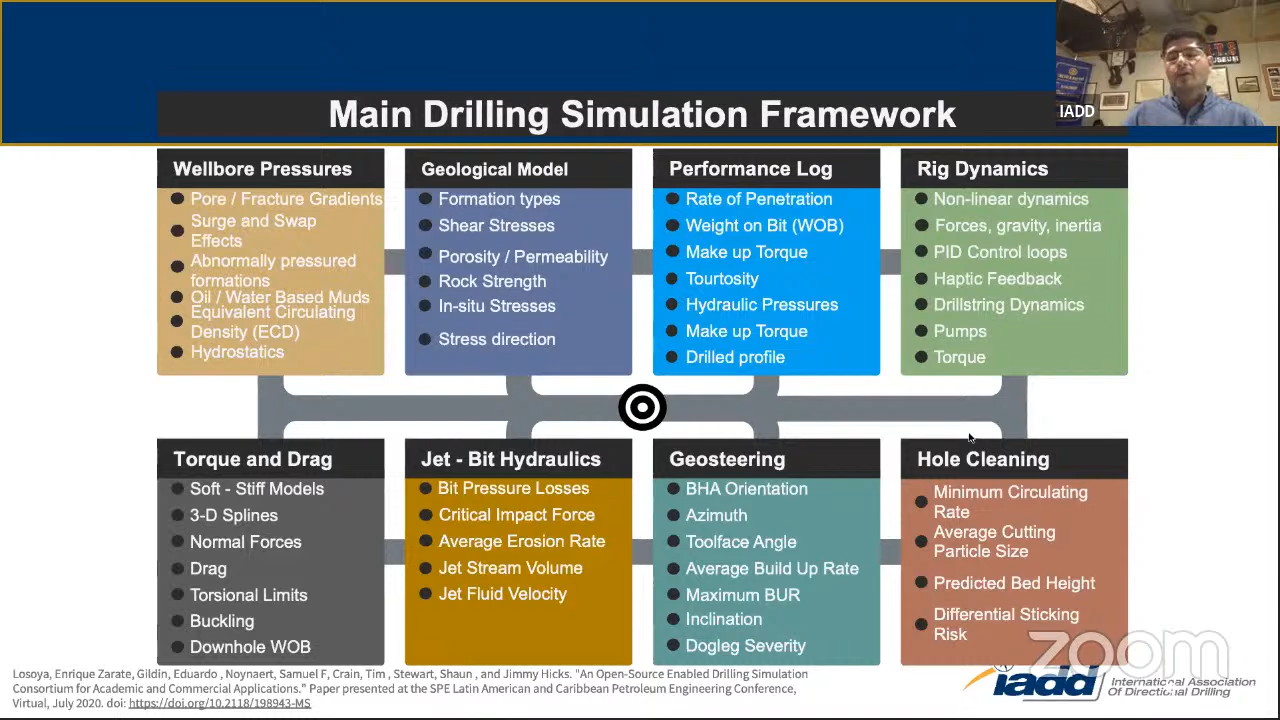 IADD
MUSEUM
Main Drilling Simulation Framework
Wellbore Pressures
Pore / Fracture Gradients
Surge and Swap
Effects
Abnormally pressured
formations
Oil / Water Based Muds
Equivalent Circulating
Density (ECD)
Hydrostatics
Geological Model
Formation types
Shear Stresses
Porosity / Permeability
Rock Strength
In-situ Stresses
Stress direction
Performance Log
Rate of Penetration
Weight on Bit (WOB)
Make up Torque
Tourtosity
Hydraulic Pressures
Make up Torque
Drilled profile
Rig Dynamics
Non-linear dynamics
Forces, gravity, inertia
PID Control loops
Haptic Feedback
Drillstring Dynamics
Pumps
Torque
Torque and Drag
Soft - Stiff Models
3-D Splines
Normal Forces
Drag
Torsional Limits
Buckling
Downhole WOB
Jet - Bit Hydraulics
Bit Pressure Losses
Critical Impact Force
Average Erosion Rate
Jet Stream Volume
Jet Fluid Velocity
Geosteering
BHA Orientation
Azimuth
Toolface Angle
Average Build Up Rate
Maximum BUR
Inclination
Dogleg Severity
Hole Cleaning
Minimum Circulating
Rate
Average Cutting
Particle Size
Predicted Bed Height
Differential Sticking
Risk
Losoya, Enrique Zarate, Gildin, Eduardo , Noynaert, Samuel F, Crain, Tim , Stewart, Shaun , and Jimmy Hicks. "An Open-Source Enabled Drilling Simulation
Consortium for Academic and Commercial Applications." Paper presented at the SPE Latin American and Caribbean Petroleum Engineering Conference,
Virtual, July 2020. doi: https://doi.org/10.2118/198943-MS
zoom
iadd
International Association
Of Directional Drilling